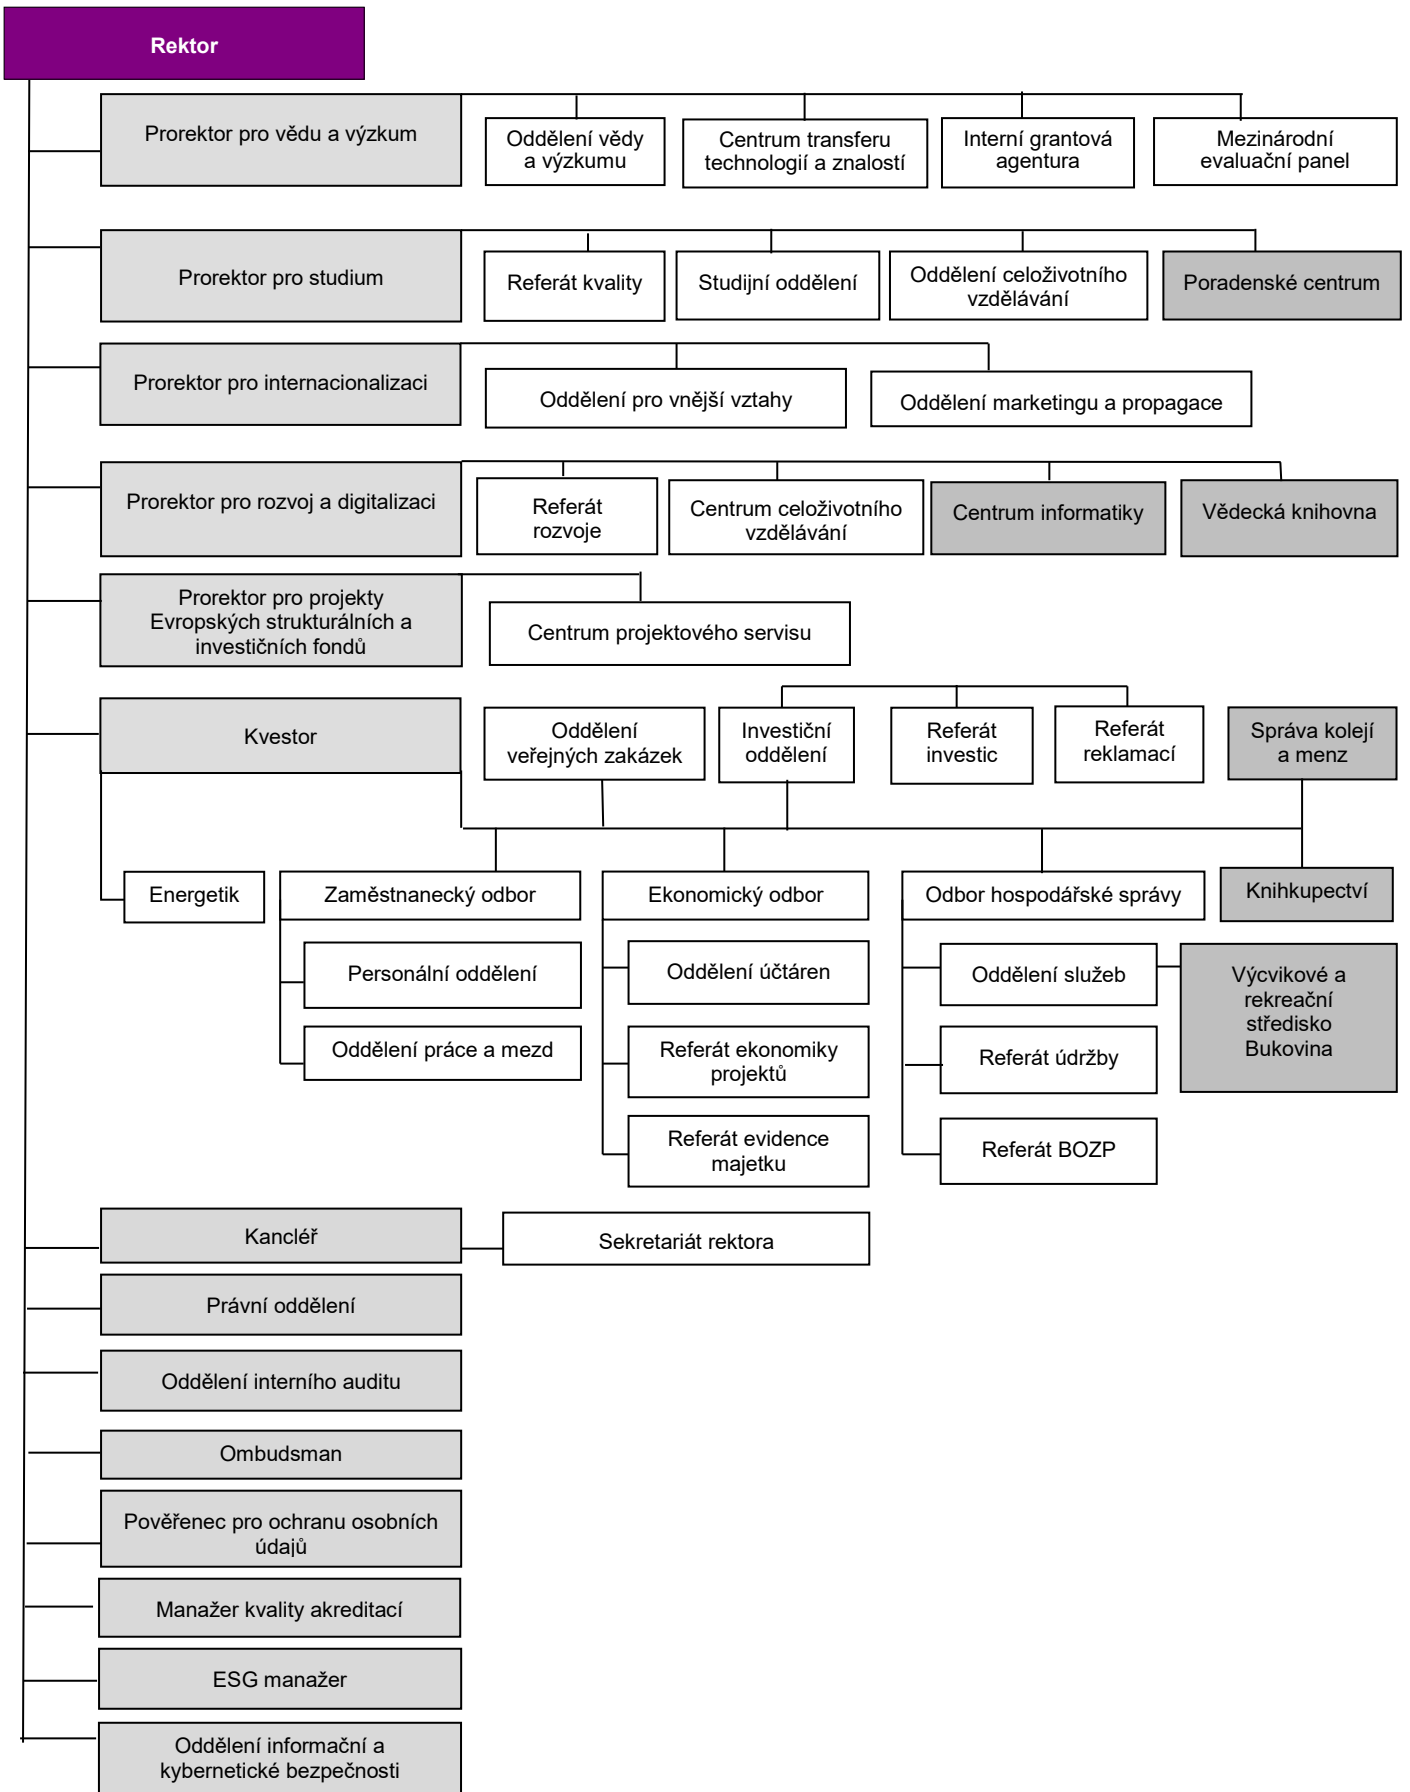 Rektor
Prorektor pro vědu a výzkum
Oddělení vědy
a výzkumu
Centrum transferu
technologií a znalostí
Interní grantová
agentura
Mezinárodní
evaluační panel
Prorektor pro studium
Referát kvality
Studijní oddělení
Oddělení celoživotního
vzdělávání
Poradenské centrum
Prorektor pro internacionalizaci
Oddělení pro vnější vztahy
Oddělení marketingu a propagace
Prorektor pro rozvoj a digitalizaci
Referát
rozvoje
Centrum celoživotního
vzdělávání
Centrum informatiky
Vědecká knihovna
Prorektor pro projekty
Evropských strukturálních a
investičních fondů
Centrum projektového servisu
Kvestor
Oddělení
veřejných zakázek
Investiční
oddělení
Referát
investic
Referát
reklamací
Správa kolejí
a menz
Energetik
Zaměstnanecký odbor
Ekonomický odbor
Odbor hospodářské správy
Knihkupectví
Personální oddělení
Oddělení účtáren
Oddělení služeb
Výcvikové a
rekreační
středisko
Bukovina
Oddělení práce a mezd
Referát ekonomiky
projektů
Referát údržby
Referát evidence
majetku
Referát BOZP
Kancléř
Sekretariát rektora
Právní oddělení
Oddělení interního auditu
Ombudsman
Pověřenec pro ochranu osobních
údajů
Manažer kvality akreditací
ESG manažer
Oddělení informační a
kybernetické bezpečnosti